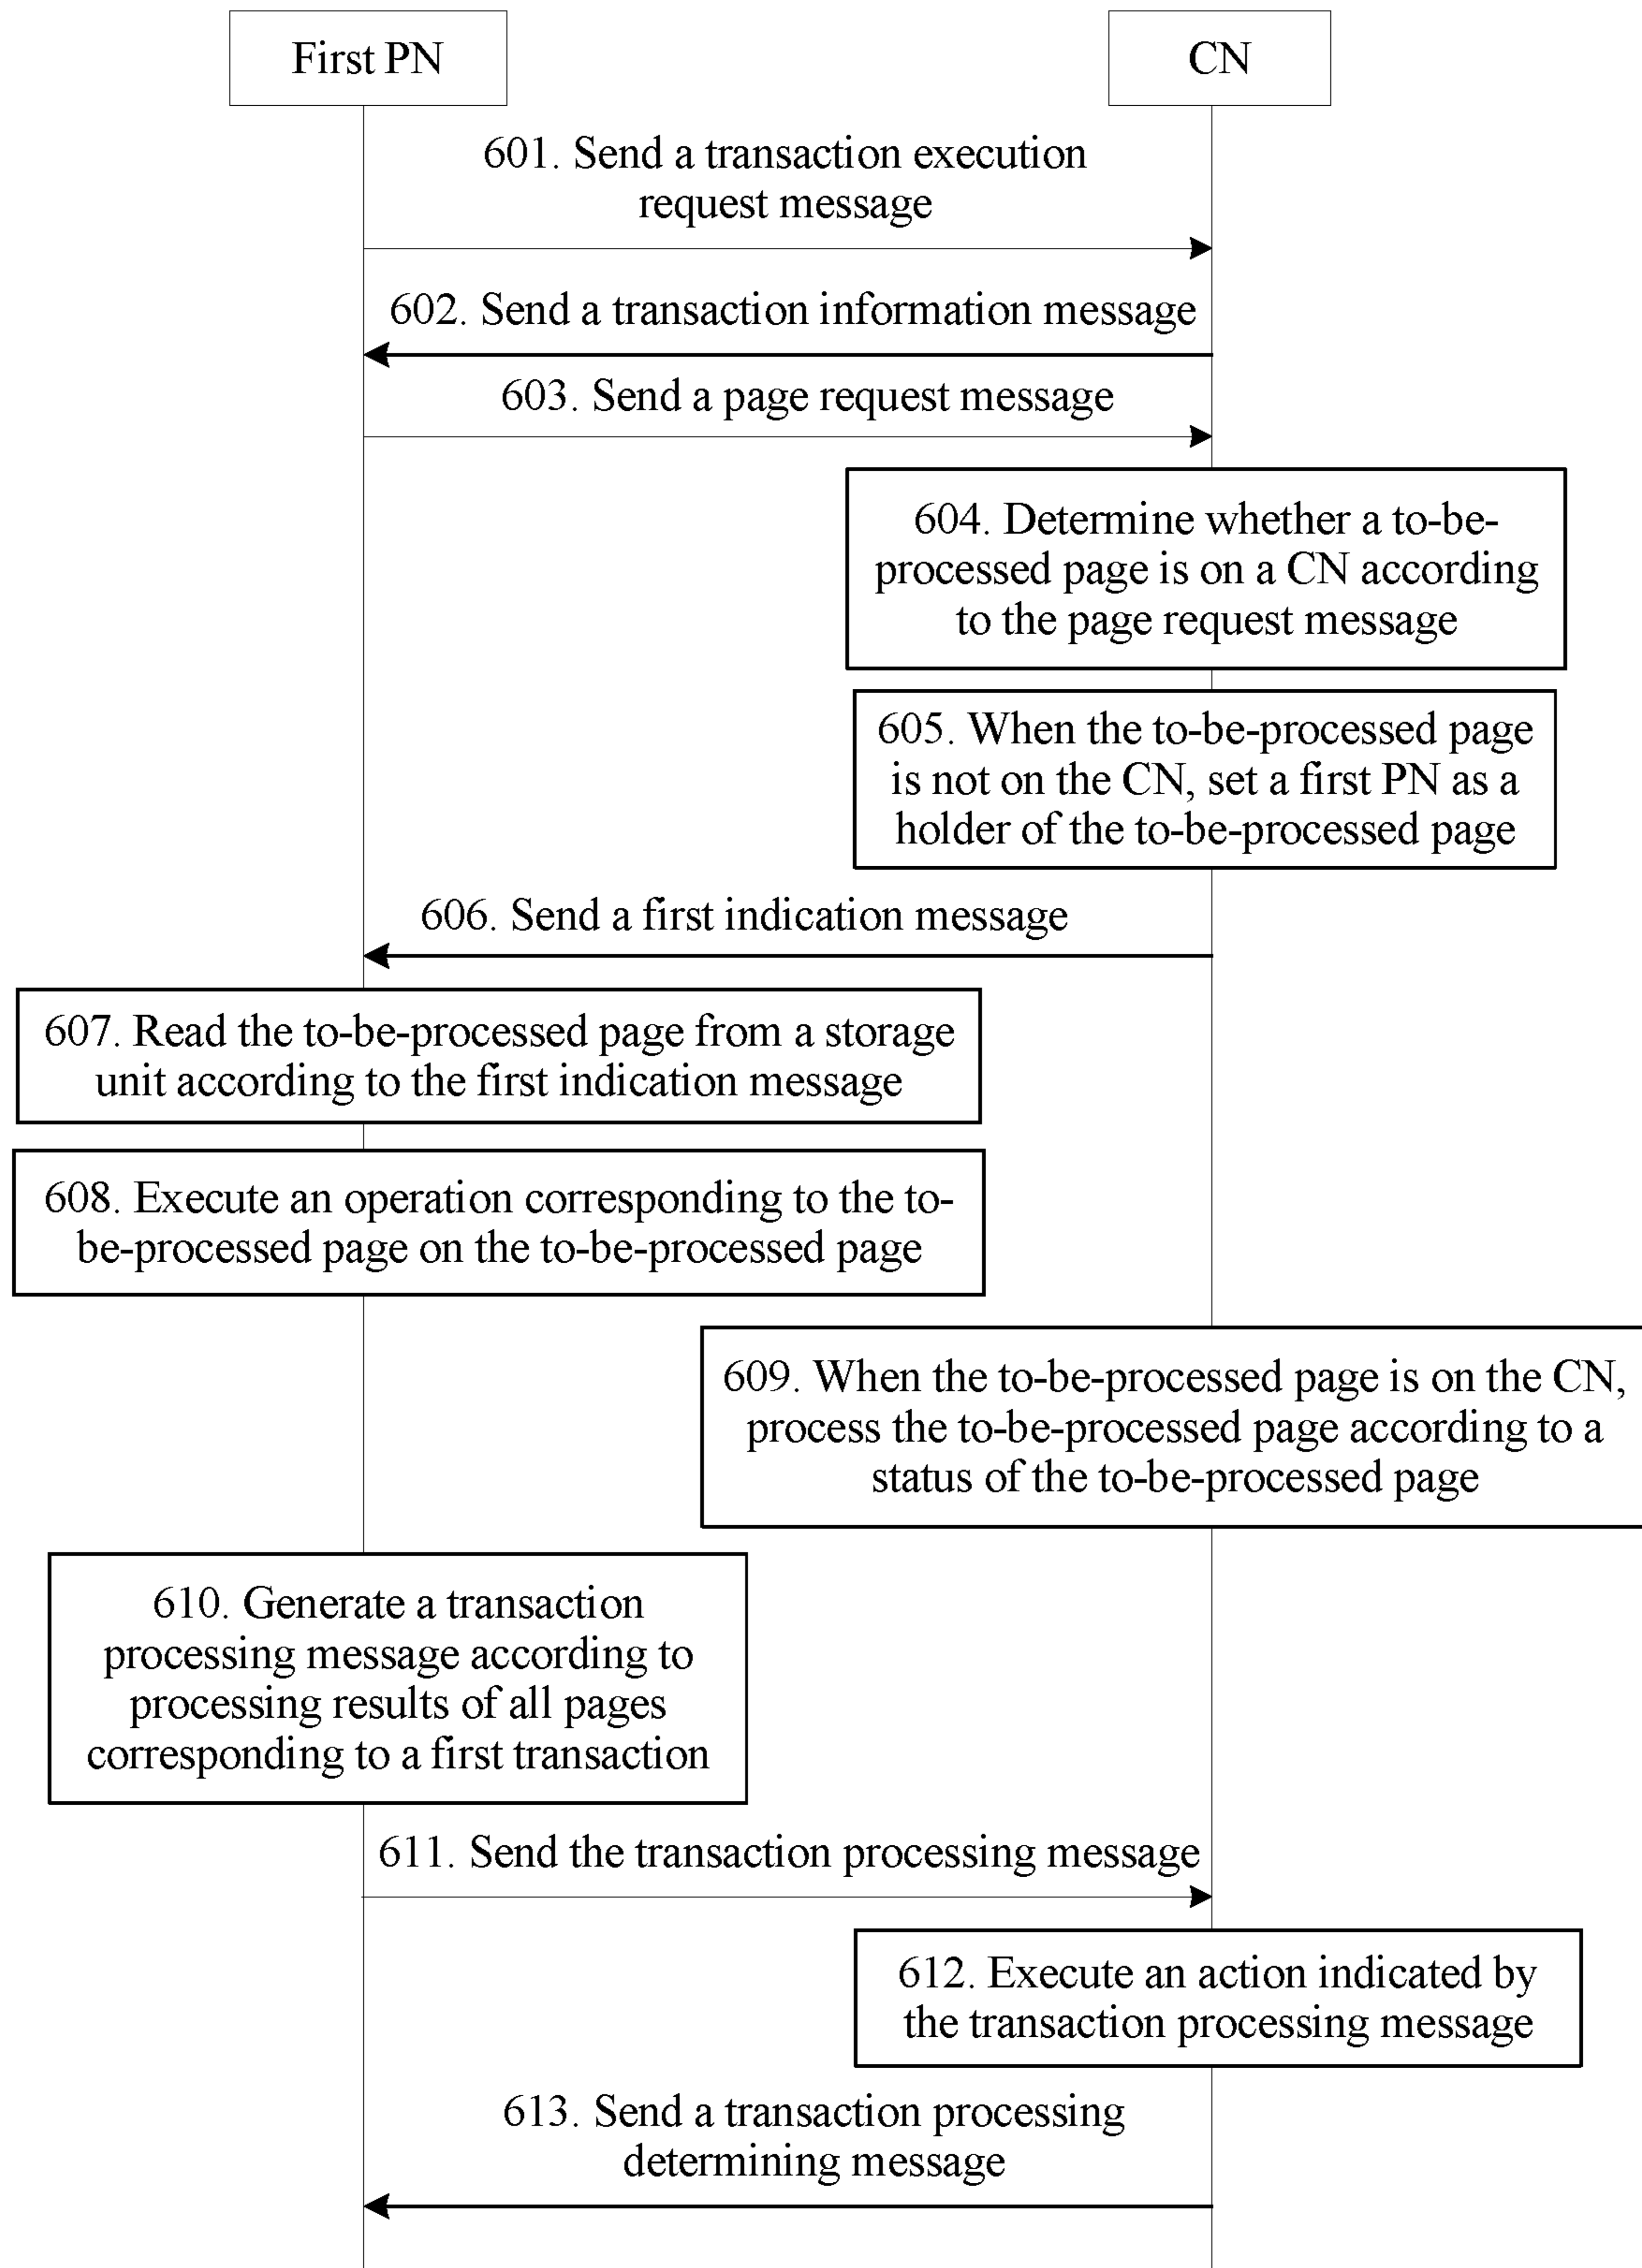 First PN
CN
601. Send a transaction execution
request message
602. Send a transaction information message
603. Send a page request message
604. Determine whether a to-be-
processed page is on a CN according
to the page request message
605. When the to-be-processed page
is not on the CN, set a first PN as a
holder of the to-be-processed page
606. Send a first indication message
607. Read the to-be-processed page from a storage
unit according to the first indication message
608. Execute an operation corresponding to the to-
be-processed page on the to-be-processed page
609. When the to-be-processed page is on the CN,
process the to-be-processed page according to a
status of the to-be-processed page
610. Generate a transaction
processing message according to
processing results of all pages
corresponding to a first transaction
611. Send the transaction processing message
612. Execute an action indicated by
the transaction processing message
613. Send a transaction processing
determining message